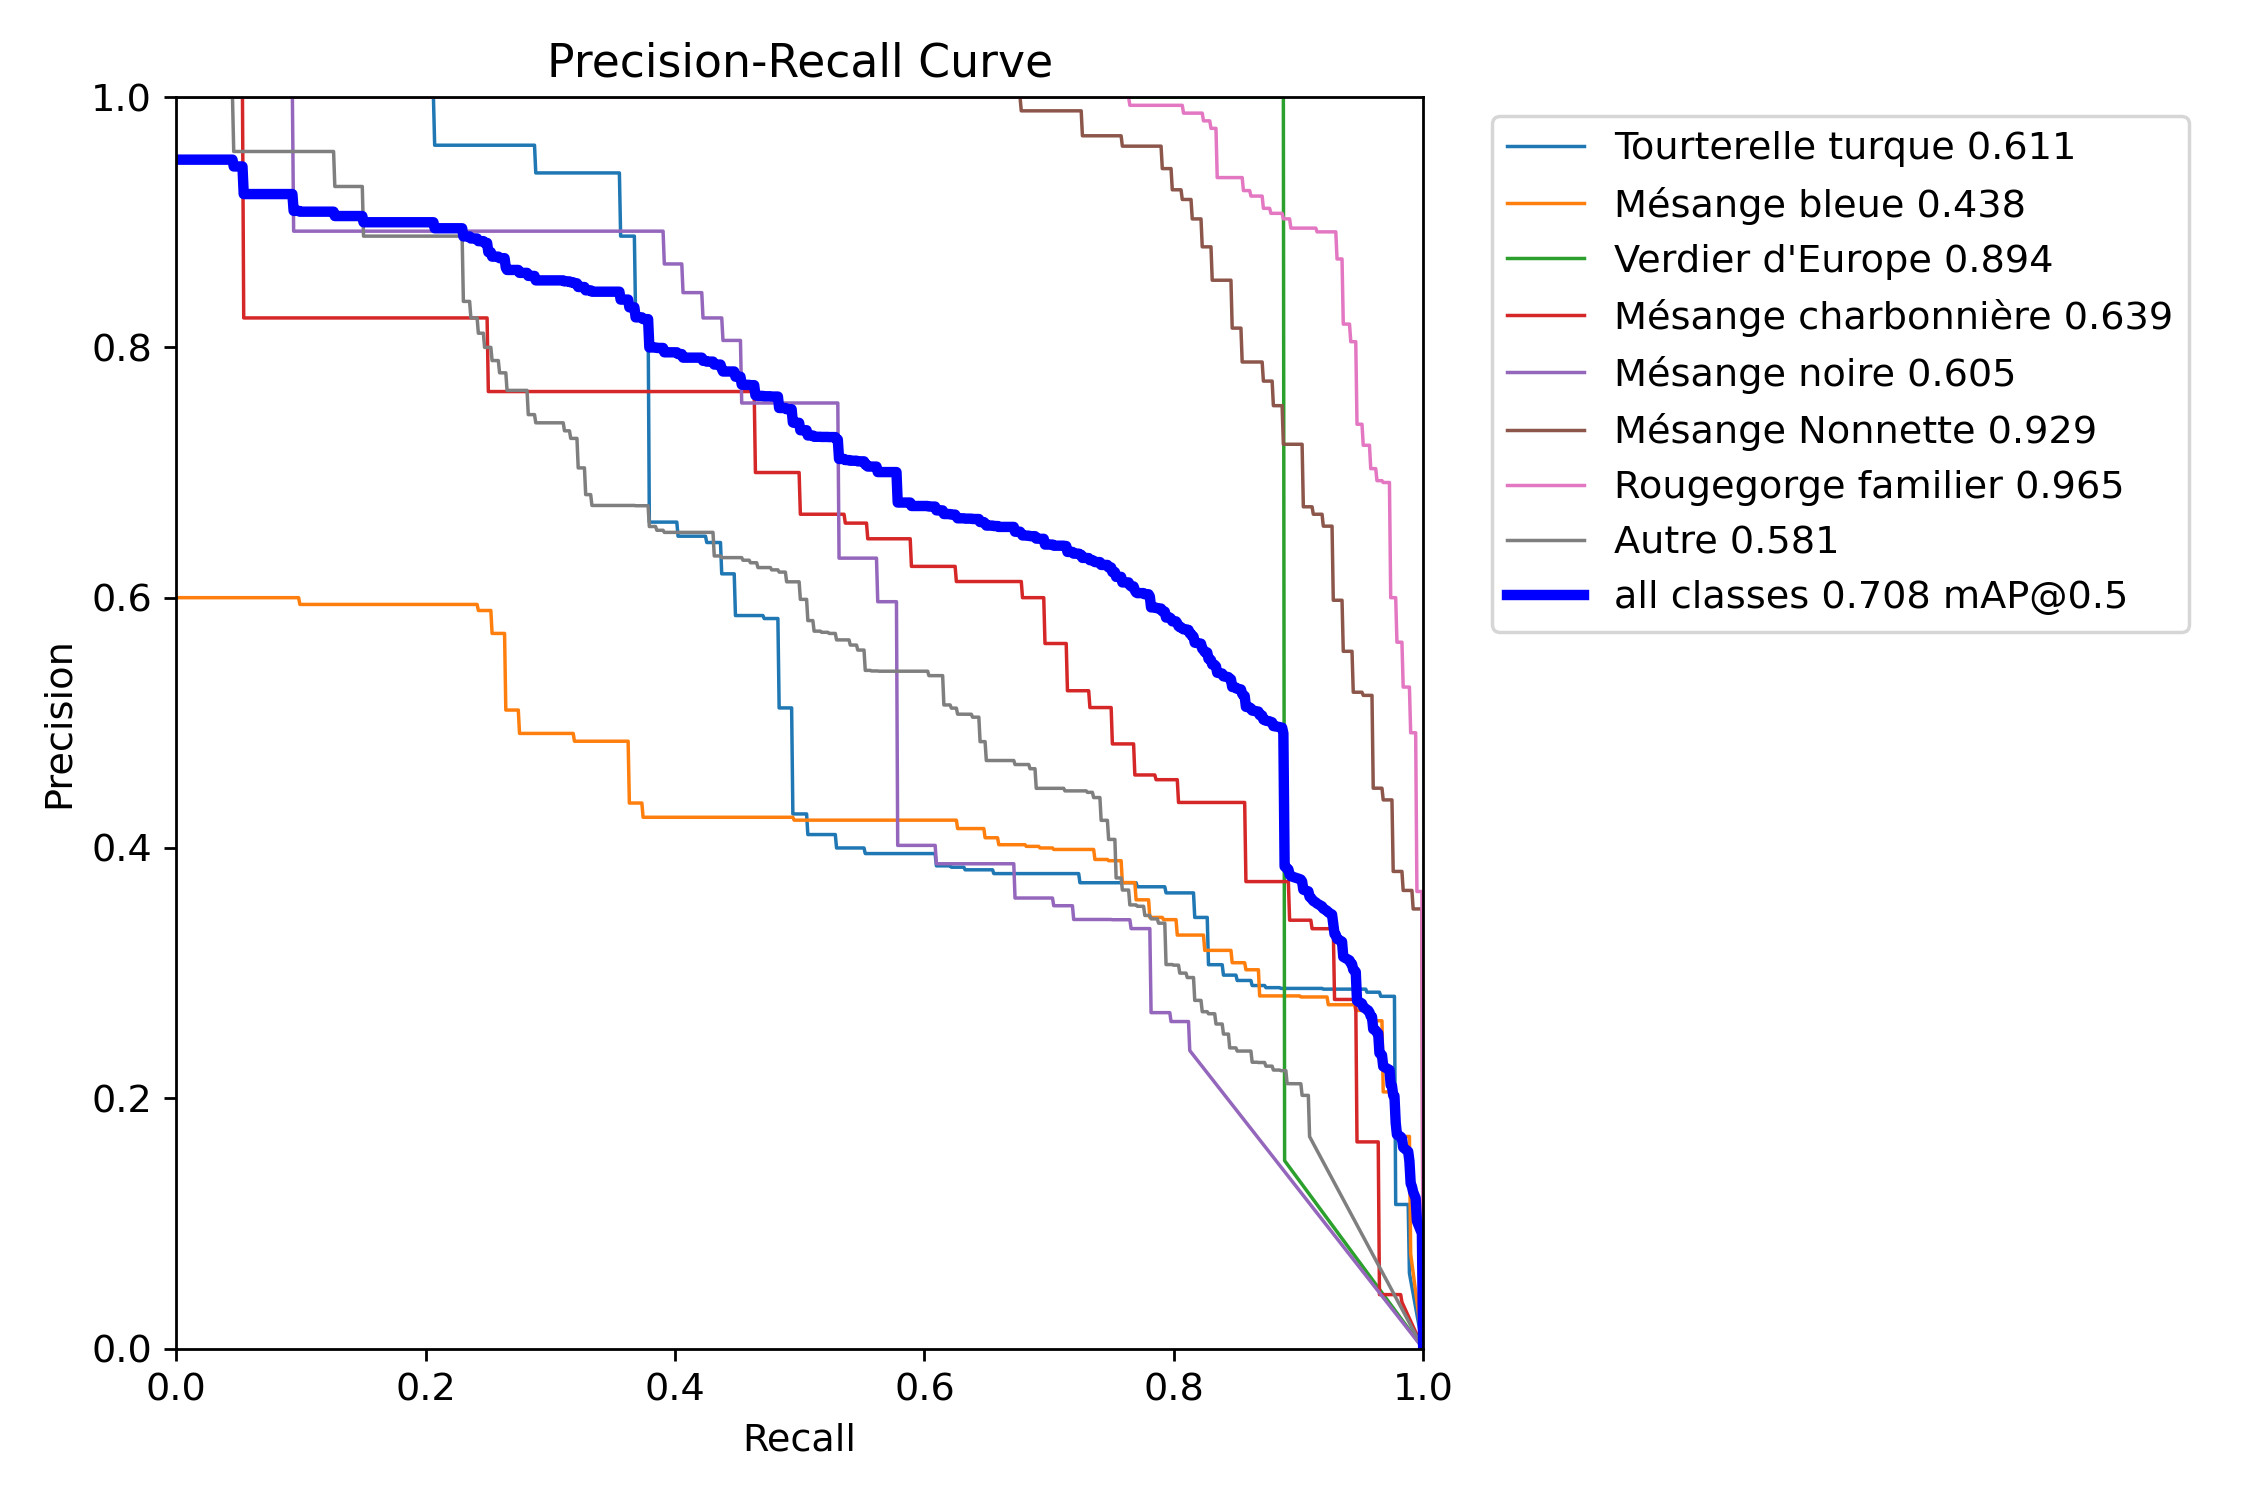 Precision-Recall Curve
1.0
0.8
0.6
0.4
0.2
0.0
Precision
0.0 0.2 0.4 0.6 0.8 1.0
Recall
Tourterelle turque 0.611
Mésange bleue 0.438
Verdier d'Europe 0.894
Mésange charbonnière 0.639
Mésange noire 0.605
Mésange Nonnette 0.929
Rougegorge familier 0.965
Autre 0.581
all classes 0.708 mAP@0.5